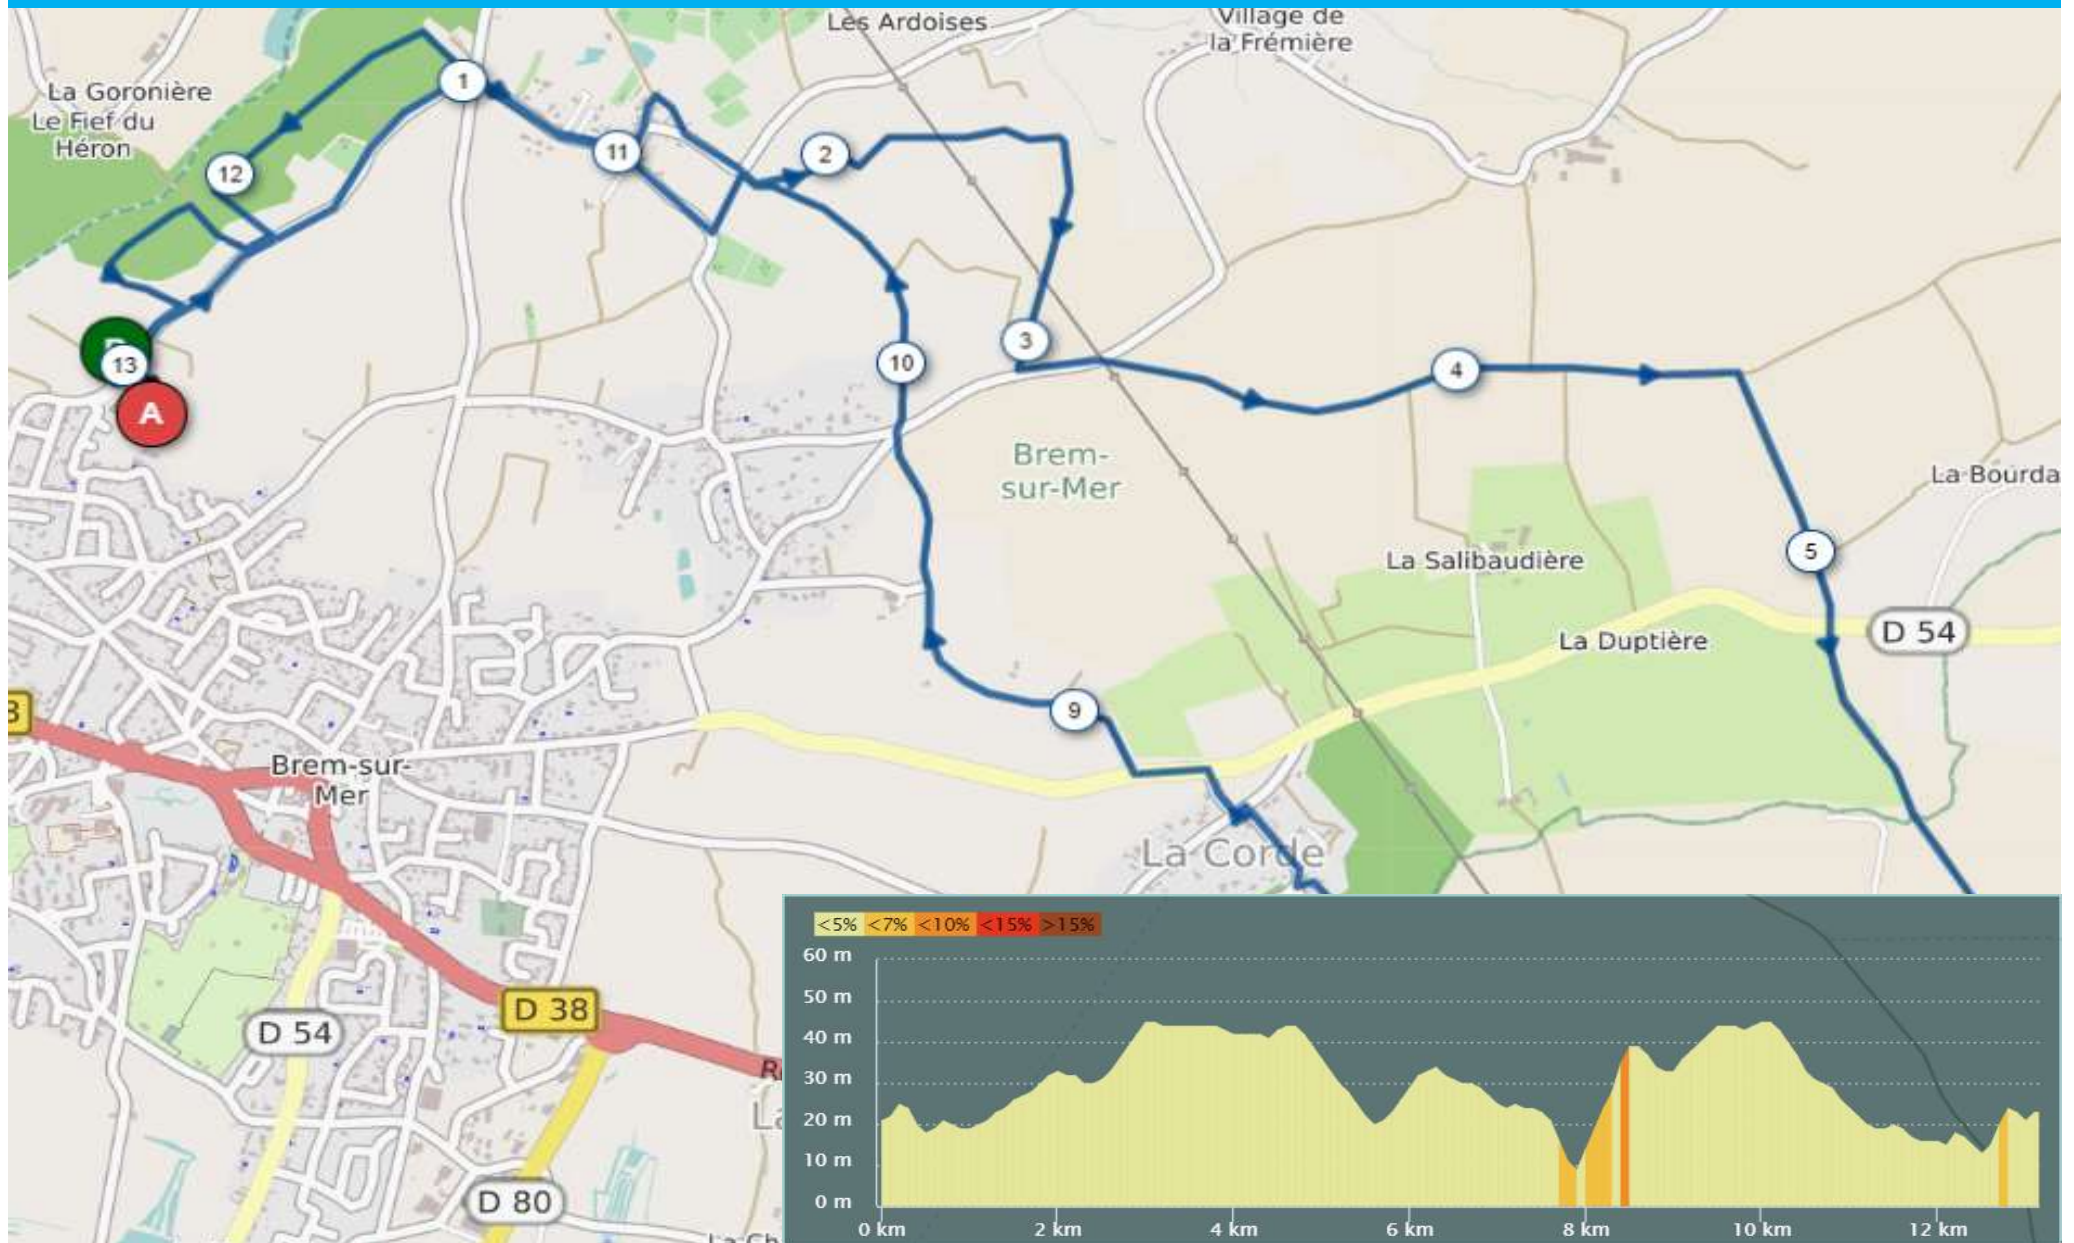 Les Ardoises
Village de
la Frémière
La Goronière
Le Fief du
Héron
1
11
2
12
3
13
A
10
4
Brem-
sur-Mer
La Bourda
5
La Salibaudière
La Duptière
D 54
9
Brem-sur-
Mer
La Corde
D 38
D 54
D 80
<5% <7% <10% <15% >15%
60 m
50 m
40 m
30 m
20 m
10 m
0 m
0 km 2 km 4 km 6 km 8 km 10 km 12 km